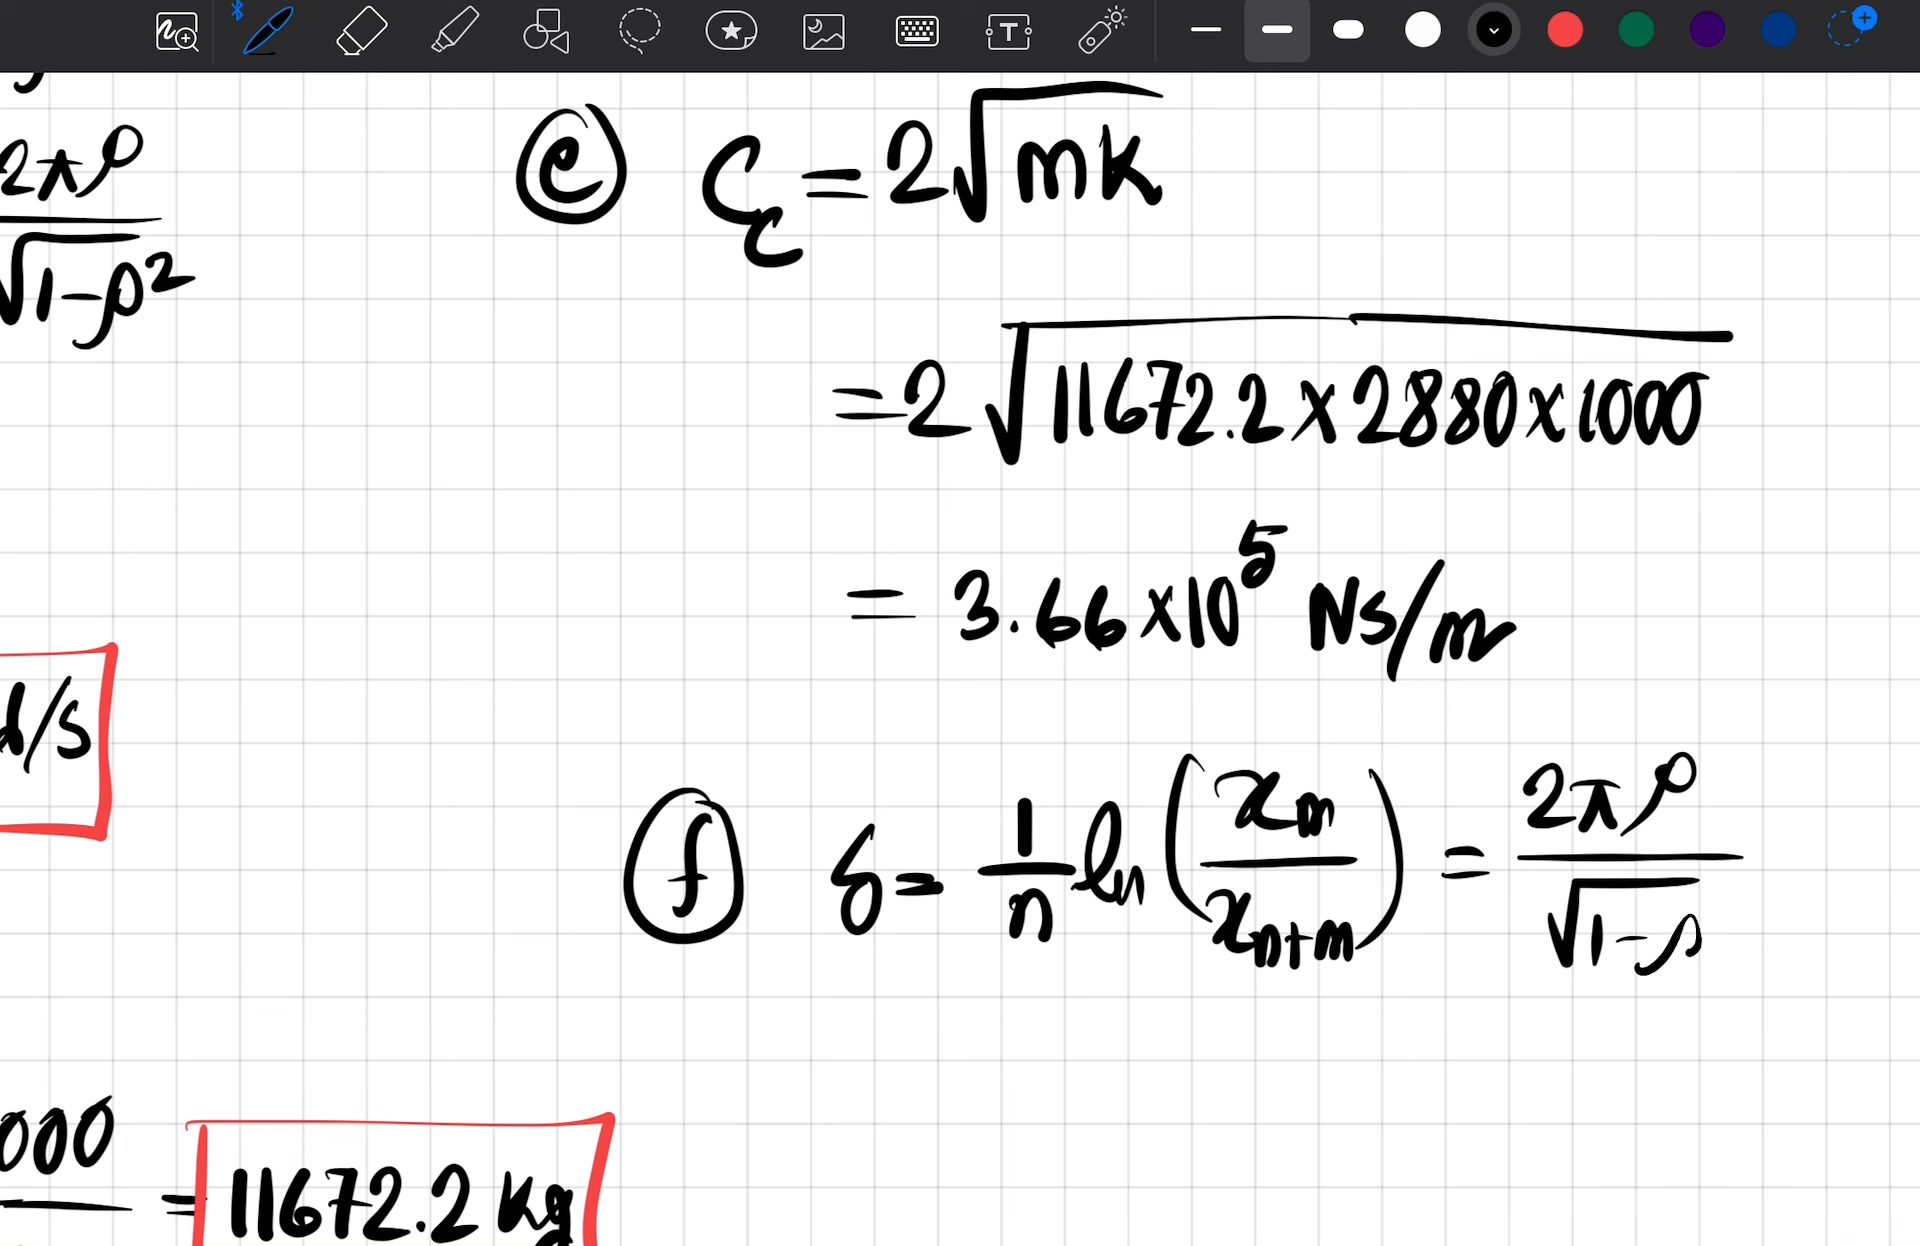 2πρ
√1-ρ²
d/s
000
= 11672.2 kg
ⓔ Cc = 2√mk
= 2√11672.2 × 2880 × 1000
= 3.66 × 10⁵ Ns/m
ⓕ δ = 1/n ln (xm / xn+m) = 2πρ / √1-ρ